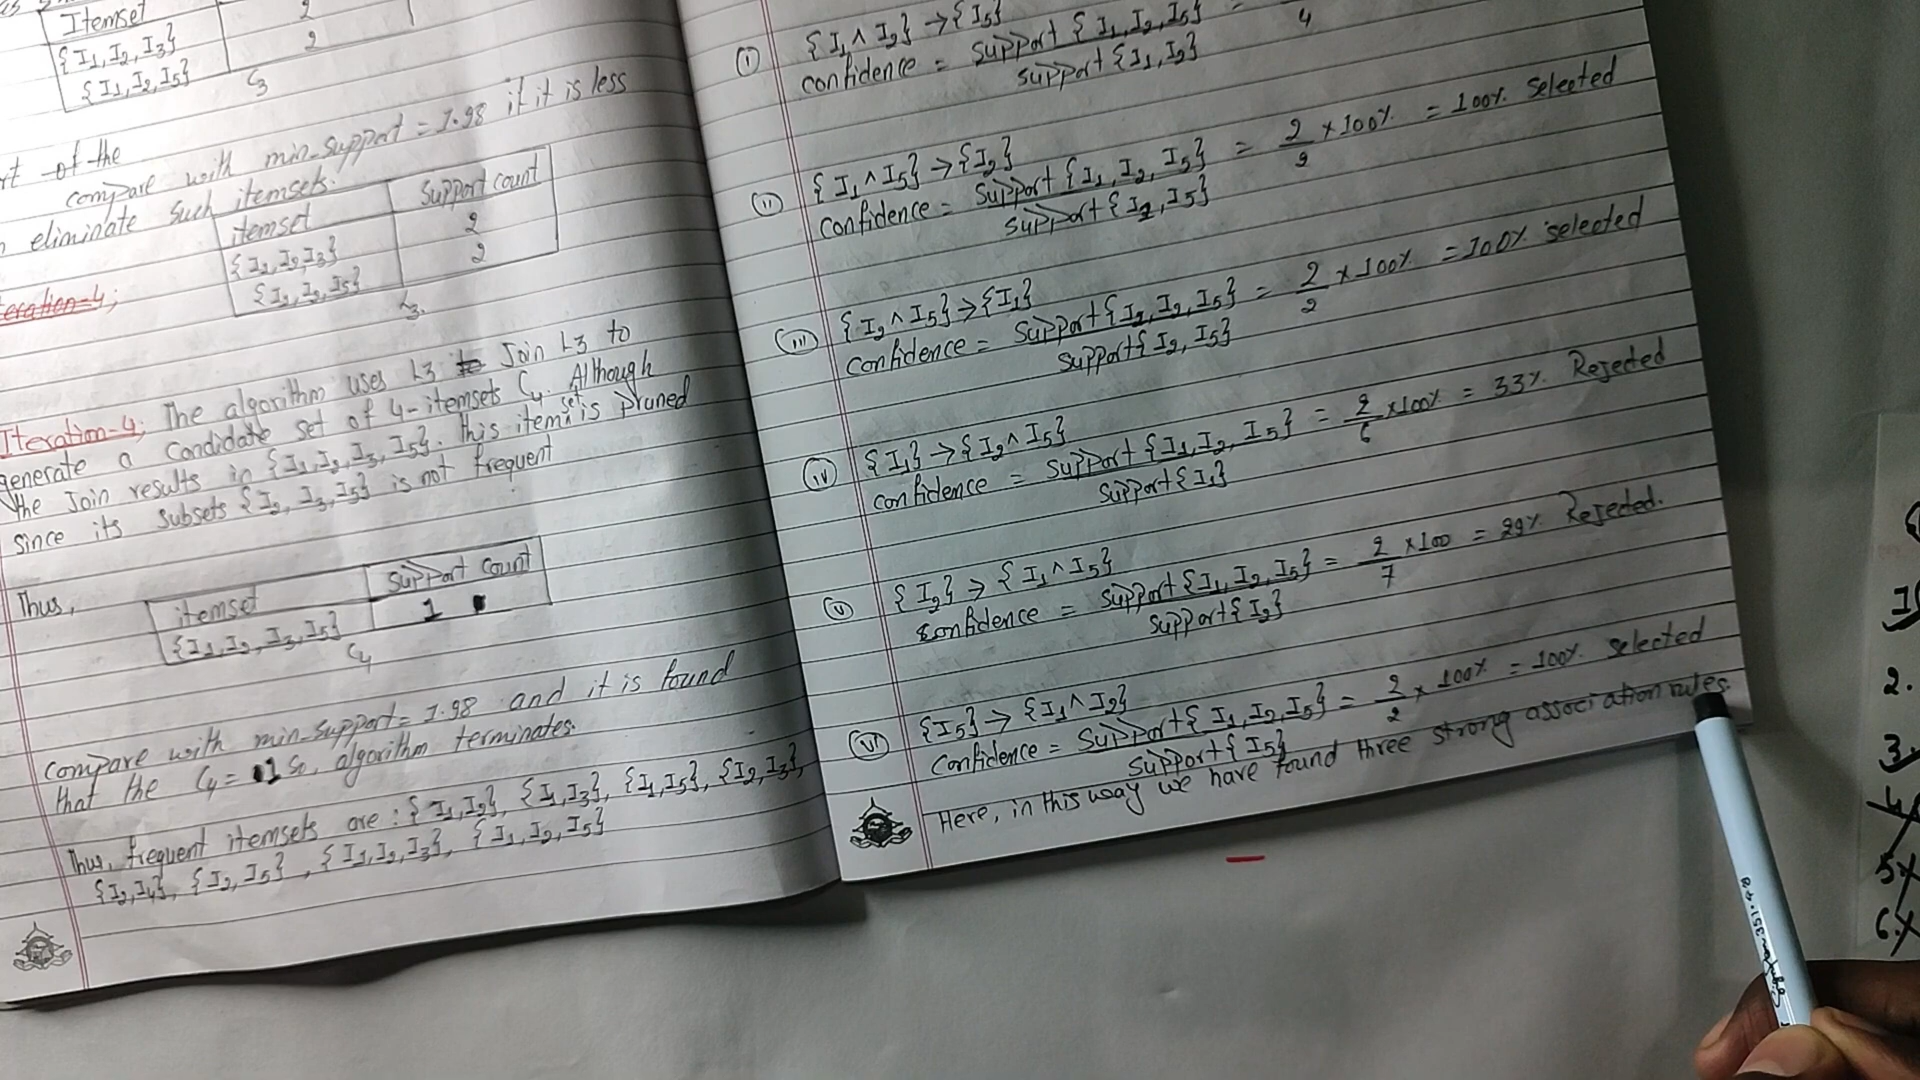 Itemset
2
{I1, I2, I3}
2
{I1, I2, I5}
C3
of the
compare with min-support = 1.98 if it is less
eliminate such itemsets.
itemset support count
{I1, I2, I3} 2
{I1, I2, I5} 2
L3.
eration-4;
Iteration-4; The algorithm uses L3 Join L3 to
generate a candidate set of 4-itemsets C4. Although
the Join results in {I1, I2, I3, I5}. this itemset is pruned
since its subsets {I2, I3, I5} is not frequent
Thus,
itemset support count
{I1, I2, I3, I5} 1
C4
Compare with min-support = 1.98 and it is found
that the C4 = 1 So, algorithm terminates.
Thus, frequent itemsets are : {I1, I2}, {I1, I3}, {I1, I5}, {I2, I3},
{I2, I4}, {I2, I5}, {I1, I2, I3}, {I1, I2, I5}
(i) {I1 ^ I2} → {I5}
confidence = support {I1, I2, I5} =
support {I1, I2}
4
(ii) {I1 ^ I5} → {I2}
confidence = Support {I1, I2, I5} = 2 × 100% = 100% Selected
support {I1, I5} 2
(iii) {I2 ^ I5} → {I1}
confidence = Support {I1, I2, I5} = 2 × 100% = 100% selected
support {I2, I5} 2
(iv) {I1} → {I2 ^ I5}
confidence = Support {I1, I2, I5} = 2 × 100% = 33% Rejected
support {I1} 6
(v) {I2} → {I1 ^ I5}
confidence = Support {I1, I2, I5} = 2 × 100 = 29% Rejected.
support {I2} 7
(vi) {I5} → {I1 ^ I2}
confidence = Support {I1, I2, I5} = 2 × 100% = 100% selected
support {I5} 2
Here, in this way we have found three strong association rules.
2.
3.
5.
6.